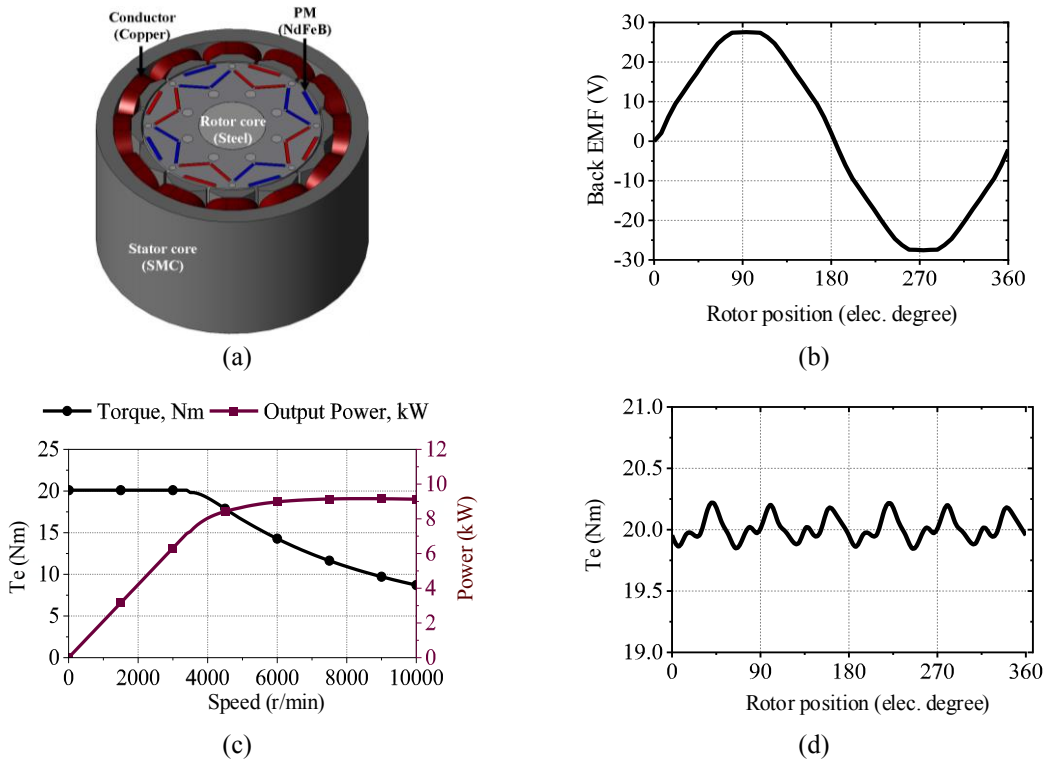 Conductor
(Copper)
PM
(NdFeB)
Rotor core
(Steel)
Stator core
(SMC)
(a)
30
20
10
0
-10
-20
-30
Back EMF (V)
0 90 180 270 360
Rotor position (elec. degree)
(b)
Torque, Nm Output Power, kW
25
20
15
10
5
0
Te (Nm)
12
10
8
6
4
2
0
Power (kW)
0 2000 4000 6000 8000 10000
Speed (r/min)
(c)
21.0
20.5
20.0
19.5
19.0
Te (Nm)
0 90 180 270 360
Rotor position (elec. degree)
(d)